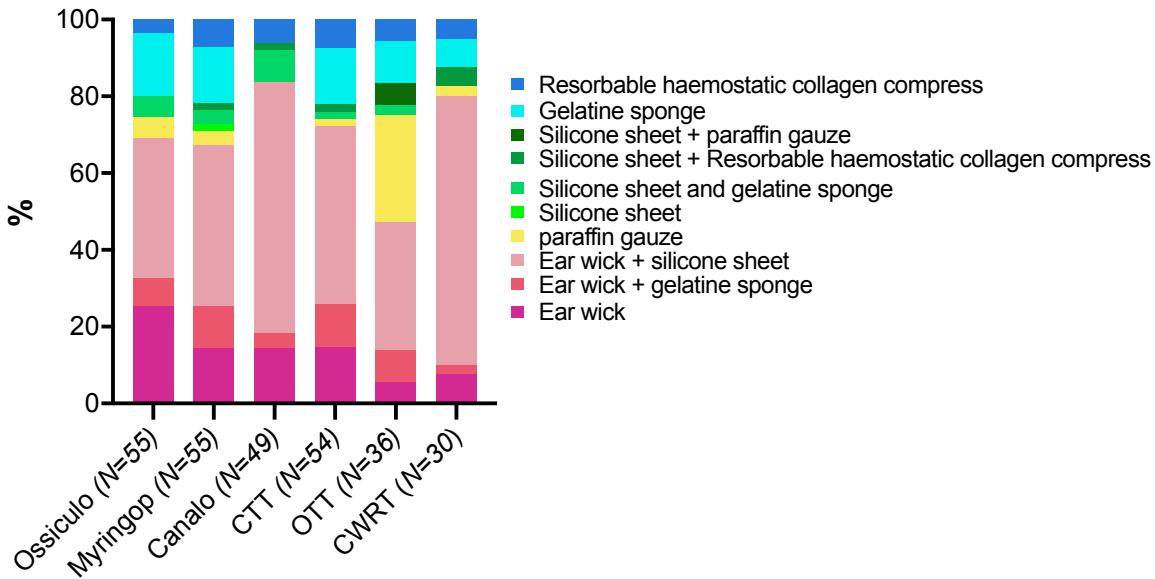 100
80
60
40
20
0
%
Ossiculo (N=55)
Myringop (N=55)
Canalo (N=49)
CTT (N=54)
OTT (N=36)
CWRT (N=30)
Resorbable haemostatic collagen compress
Gelatine sponge
Silicone sheet + paraffin gauze
Silicone sheet + Resorbable haemostatic collagen compress
Silicone sheet and gelatine sponge
Silicone sheet
paraffin gauze
Ear wick + silicone sheet
Ear wick + gelatine sponge
Ear wick